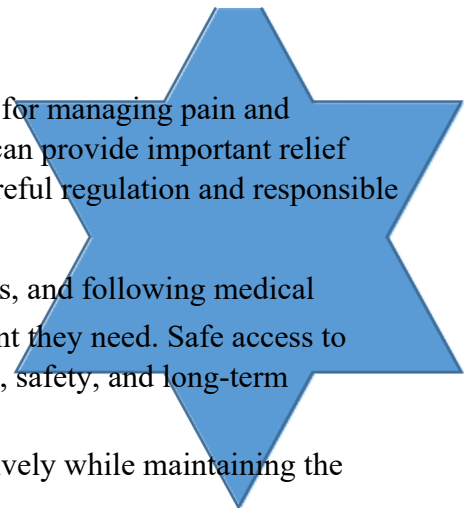 for managing pain and
can provide important relief
reful regulation and responsible
s, and following medical
nt they need. Safe access to
, safety, and long-term
ively while maintaining the